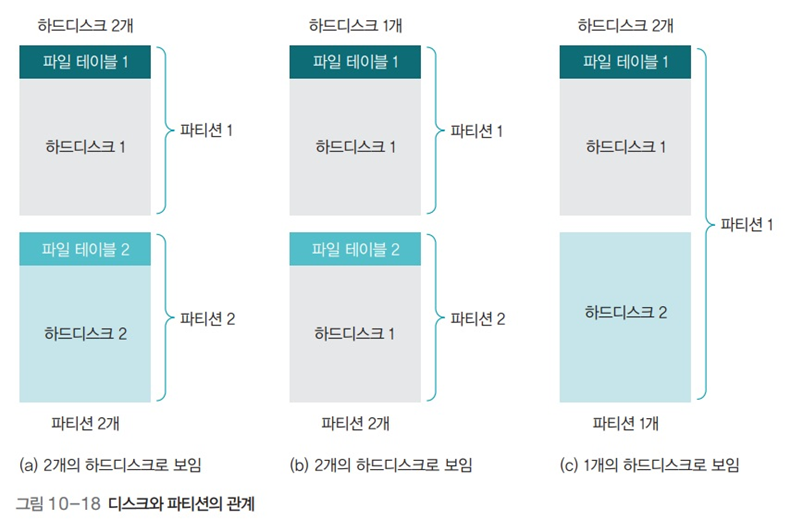 하드디스크 2개
파일 테이블 1
하드디스크 1
파티션 1
파일 테이블 2
하드디스크 2
파티션 2
파티션 2개
(a) 2개의 하드디스크로 보임
하드디스크 1개
파일 테이블 1
하드디스크 1
파티션 1
파일 테이블 2
하드디스크 1
파티션 2
파티션 2개
(b) 2개의 하드디스크로 보임
하드디스크 2개
파일 테이블 1
하드디스크 1
하드디스크 2
파티션 1
파티션 1개
(c) 1개의 하드디스크로 보임
그림 10-18 디스크와 파티션의 관계